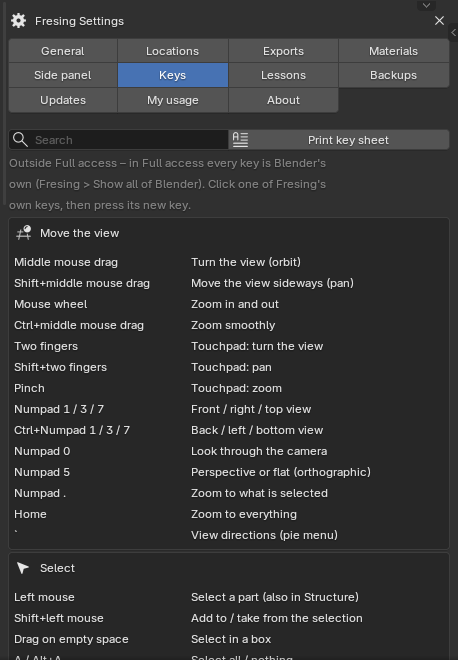 Fresing Settings
General Locations Exports Materials
Side panel Keys Lessons Backups
Updates My usage About
Search Print key sheet
Outside Full access – in Full access every key is Blender's
own (Fresing > Show all of Blender). Click one of Fresing's
own keys, then press its new key.
Move the view
Middle mouse drag Turn the view (orbit)
Shift+middle mouse drag Move the view sideways (pan)
Mouse wheel Zoom in and out
Ctrl+middle mouse drag Zoom smoothly
Two fingers Touchpad: turn the view
Shift+two fingers Touchpad: pan
Pinch Touchpad: zoom
Numpad 1 / 3 / 7 Front / right / top view
Ctrl+Numpad 1 / 3 / 7 Back / left / bottom view
Numpad 0 Look through the camera
Numpad 5 Perspective or flat (orthographic)
Numpad . Zoom to what is selected
Home Zoom to everything
` View directions (pie menu)
Select
Left mouse Select a part (also in Structure)
Shift+left mouse Add to / take from the selection
Drag on empty space Select in a box
A / Alt+A Select all / nothing